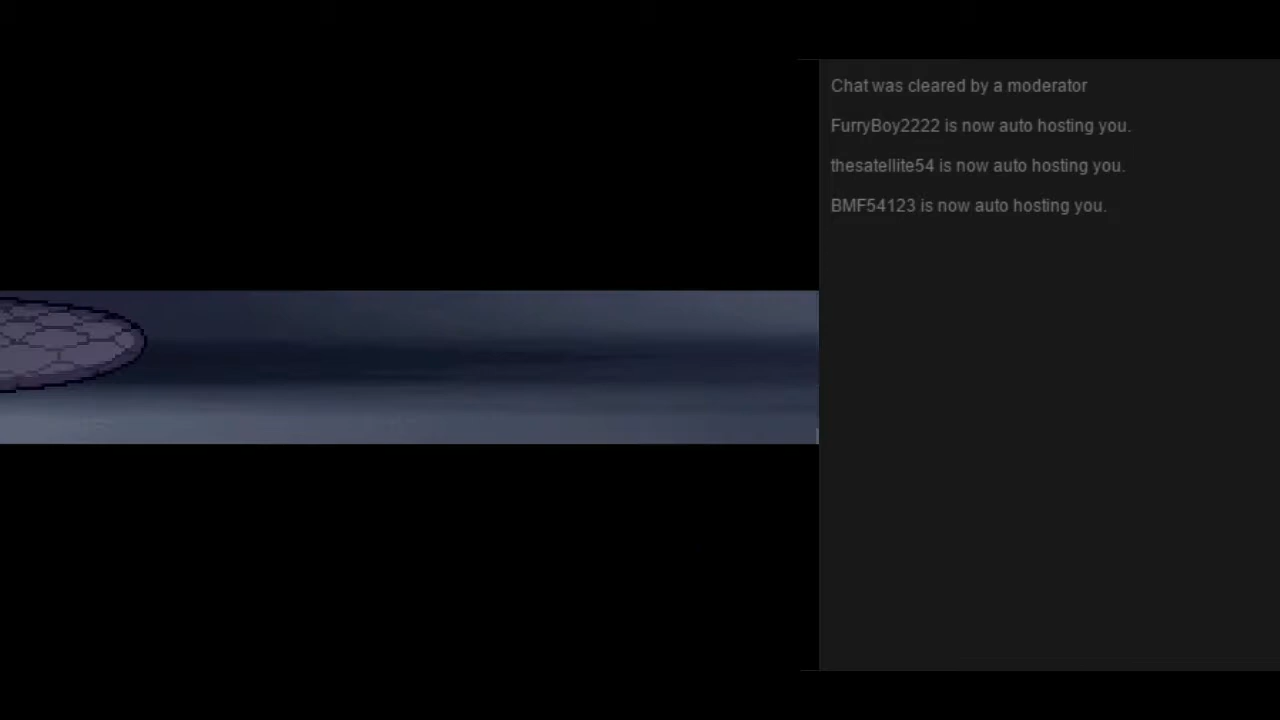 Chat was cleared by a moderator
FurryBoy2222 is now auto hosting you.
thesatellite54 is now auto hosting you.
BMF54123 is now auto hosting you.